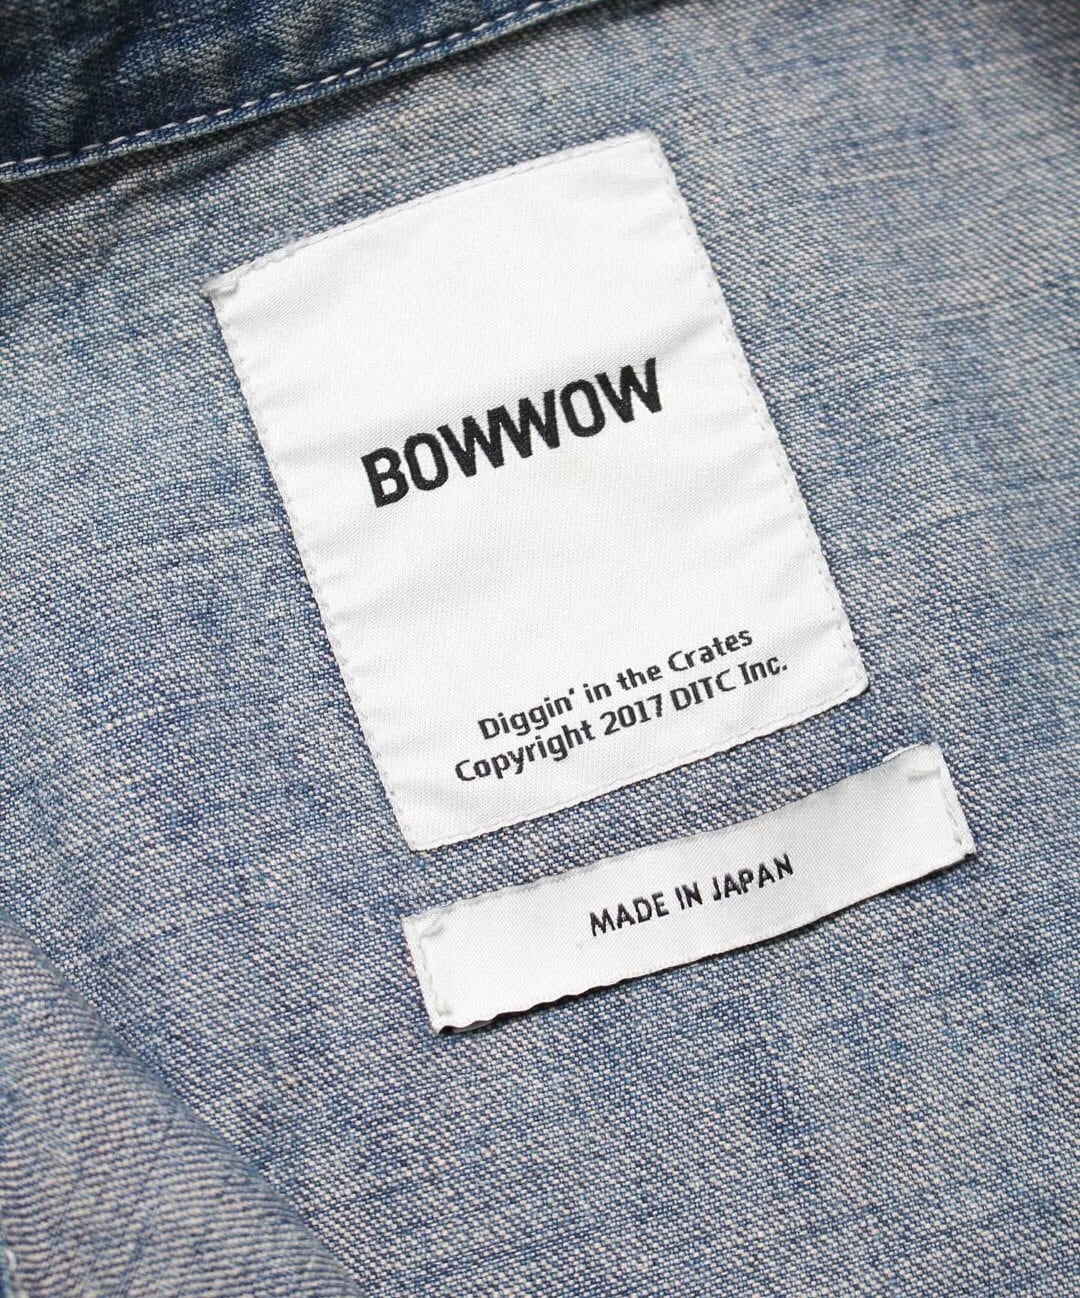 BOWWOW
Diggin' in the Crates
Copyright 2017 DITC Inc.
MADE IN JAPAN